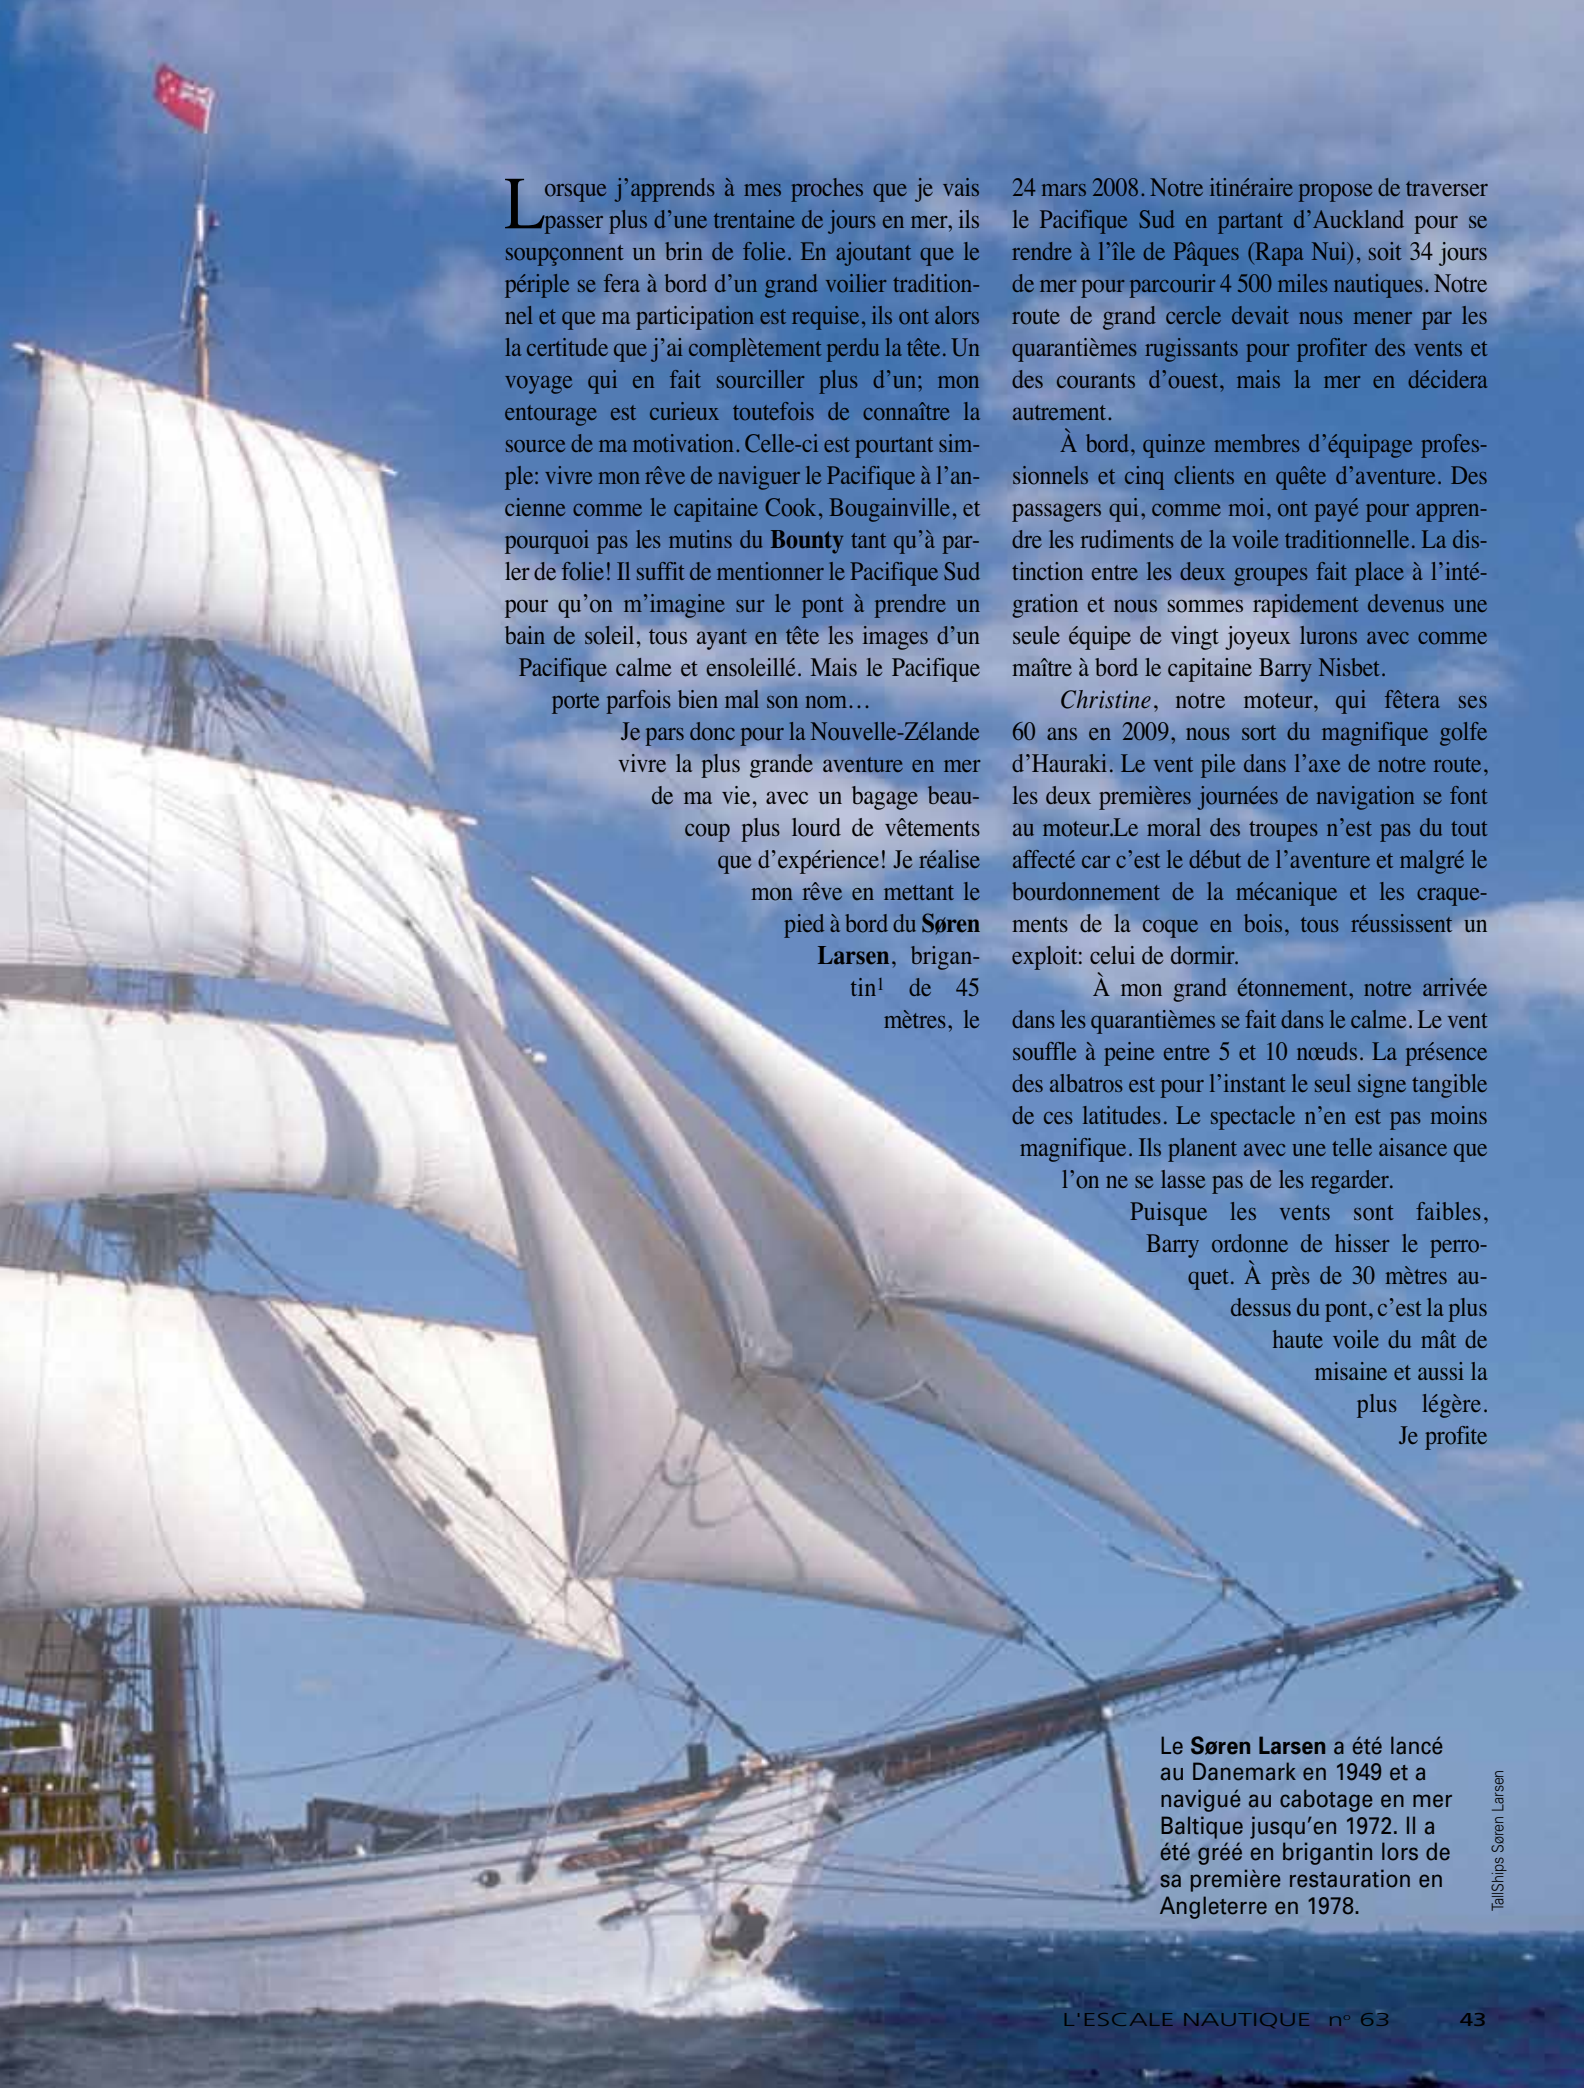 Lorsque j'apprends à mes proches que je vais
passer plus d'une trentaine de jours en mer, ils
soupçonnent un brin de folie. En ajoutant que le
périple se fera à bord d'un grand voilier tradition-
nel et que ma participation est requise, ils ont alors
la certitude que j'ai complètement perdu la tête. Un
voyage qui en fait sourciller plus d'un; mon
entourage est curieux toutefois de connaître la
source de ma motivation. Celle-ci est pourtant sim-
ple: vivre mon rêve de naviguer le Pacifique à l'an-
cienne comme le capitaine Cook, Bougainville, et
pourquoi pas les mutins du Bounty tant qu'à par-
ler de folie! Il suffit de mentionner le Pacifique Sud
pour qu'on m'imagine sur le pont à prendre un
bain de soleil, tous ayant en tête les images d'un
Pacifique calme et ensoleillé. Mais le Pacifique
porte parfois bien mal son nom…
Je pars donc pour la Nouvelle-Zélande
vivre la plus grande aventure en mer
de ma vie, avec un bagage beau-
coup plus lourd de vêtements
que d'expérience! Je réalise
mon rêve en mettant le
pied à bord du Søren
Larsen, brigan-
tin¹ de 45
mètres, le
24 mars 2008. Notre itinéraire propose de traverser
le Pacifique Sud en partant d'Auckland pour se
rendre à l'île de Pâques (Rapa Nui), soit 34 jours
de mer pour parcourir 4 500 miles nautiques. Notre
route de grand cercle devait nous mener par les
quarantièmes rugissants pour profiter des vents et
des courants d'ouest, mais la mer en décidera
autrement.
À bord, quinze membres d'équipage profes-
sionnels et cinq clients en quête d'aventure. Des
passagers qui, comme moi, ont payé pour appren-
dre les rudiments de la voile traditionnelle. La dis-
tinction entre les deux groupes fait place à l'inté-
gration et nous sommes rapidement devenus une
seule équipe de vingt joyeux lurons avec comme
maître à bord le capitaine Barry Nisbet.
Christine, notre moteur, qui fêtera ses
60 ans en 2009, nous sort du magnifique golfe
d'Hauraki. Le vent pile dans l'axe de notre route,
les deux premières journées de navigation se font
au moteur.Le moral des troupes n'est pas du tout
affecté car c'est le début de l'aventure et malgré le
bourdonnement de la mécanique et les craque-
ments de la coque en bois, tous réussissent un
exploit: celui de dormir.
À mon grand étonnement, notre arrivée
dans les quarantièmes se fait dans le calme. Le vent
souffle à peine entre 5 et 10 nœuds. La présence
des albatros est pour l'instant le seul signe tangible
de ces latitudes. Le spectacle n'en est pas moins
magnifique. Ils planent avec une telle aisance que
l'on ne se lasse pas de les regarder.
Puisque les vents sont faibles,
Barry ordonne de hisser le perro-
quet. À près de 30 mètres au-
dessus du pont, c'est la plus
haute voile du mât de
misaine et aussi la
plus légère.
Je profite
Le Søren Larsen a été lancé
au Danemark en 1949 et a
navigué au cabotage en mer
Baltique jusqu'en 1972. Il a
été gréé en brigantin lors de
sa première restauration en
Angleterre en 1978.
TallShips Søren Larsen
L'ESCALE NAUTIQUE n° 63 43